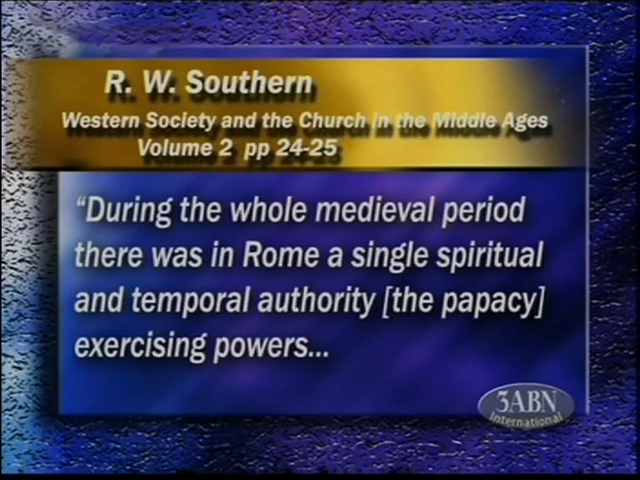 R. W. Southern
Western Society and the Church in the Middle Ages
Volume 2 pp 24-25
“During the whole medieval period
there was in Rome a single spiritual
and temporal authority [the papacy]
exercising powers...
3ABN
International